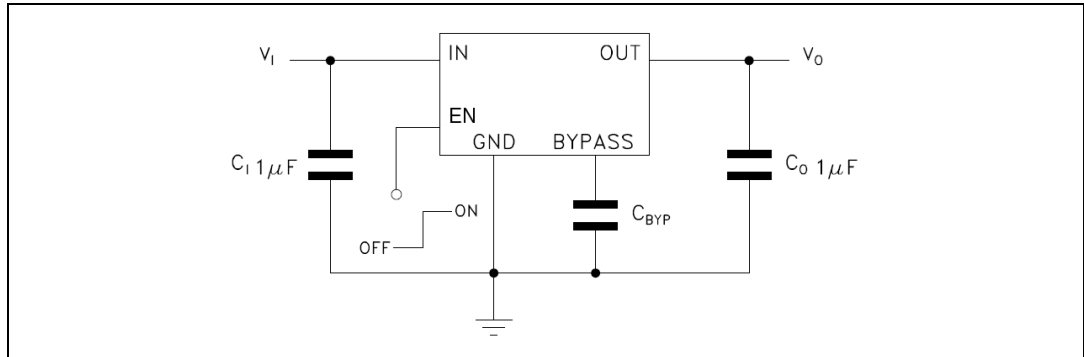 V_I
IN
OUT
V_O
EN
GND
BYPASS
C_I 1μF
C_O 1μF
C_BYP
ON
OFF